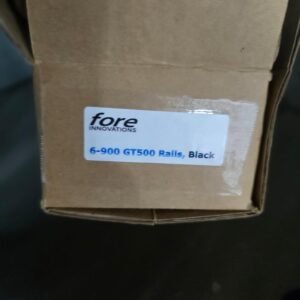 fore
INNOVATIONS
6-900 GT500 Rails, Black